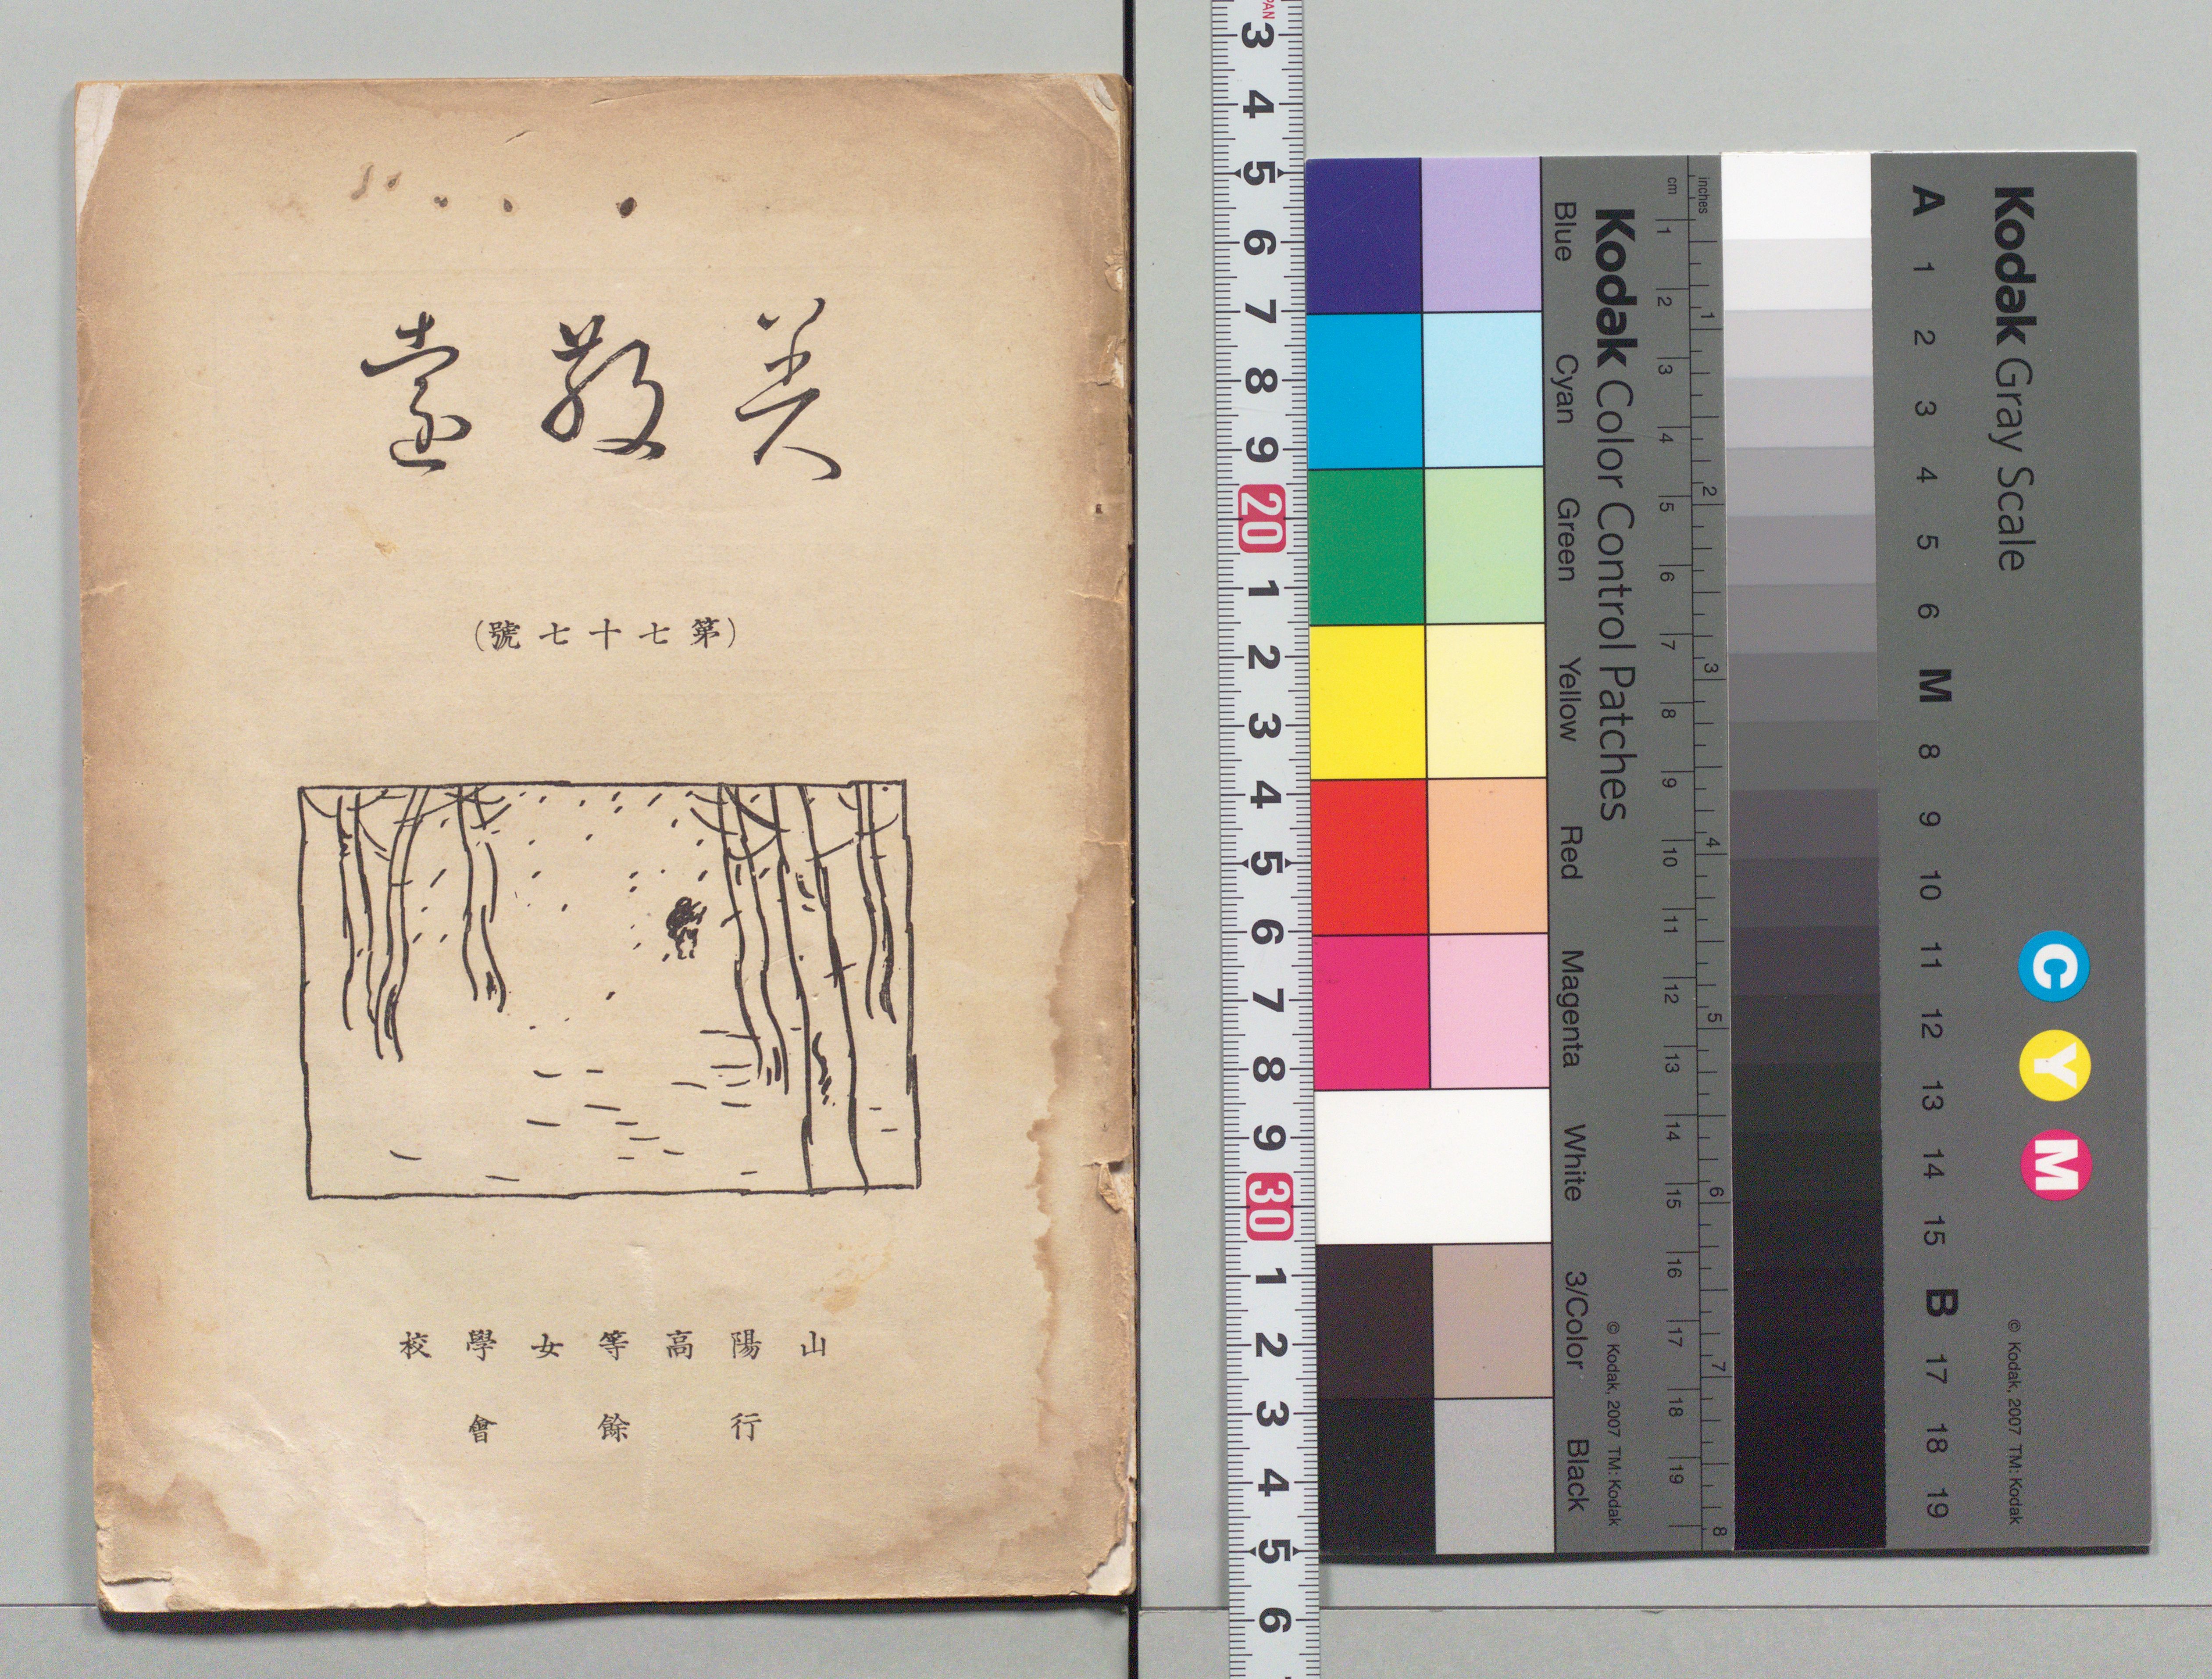 美散遠
(第七十七號)
山陽高等女學校
行餘會
PAN
3 4 5 6 7 8 9 20 1 2 3 4 5 6 7 8 9 30 1 2 3 4 5 6
Blue Cyan Green Yellow Red Magenta White 3/Color Black
Kodak Color Control Patches
© Kodak, 2007 TM: Kodak
cm 1 2 3 4 5 6 7 8 9 10 11 12 13 14 15 16 17 18 19
inches 1 2 3 4 5 6 7 8
A 1 2 3 4 5 6 M 8 9 10 11 12 13 14 15 B 17 18 19
Kodak Gray Scale
C Y M
© Kodak, 2007 TM: Kodak